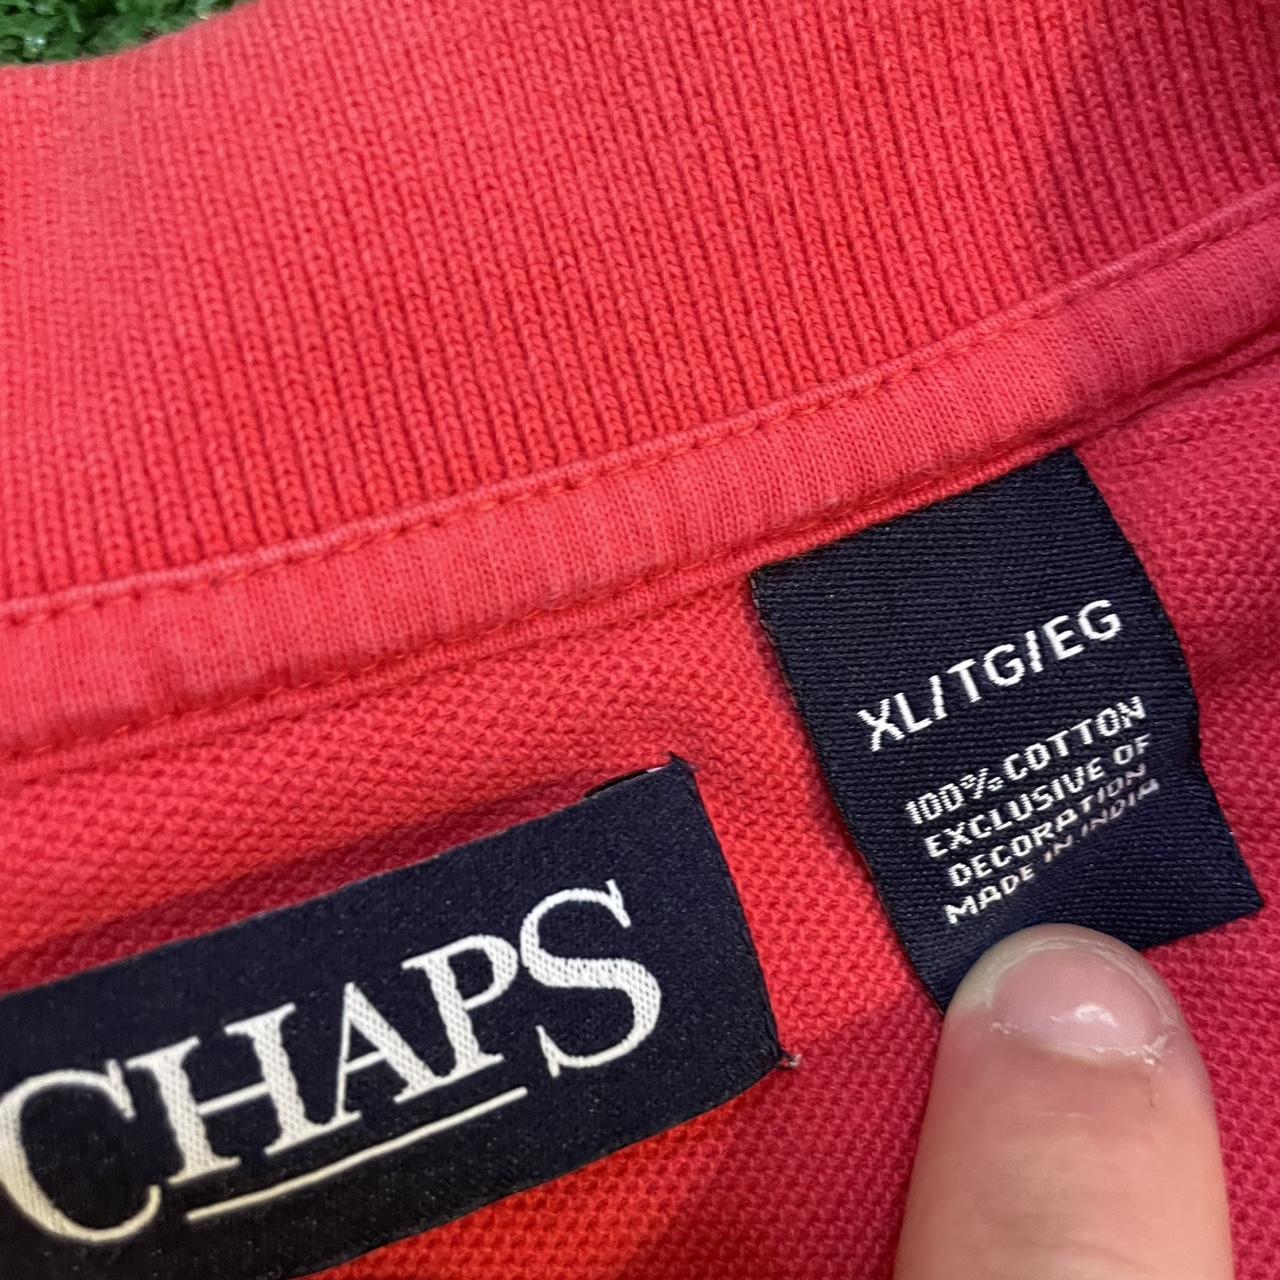 CHAPS
XL/TG/EG
100% COTTON
EXCLUSIVE OF
DECORATION
MADE IN INDIA